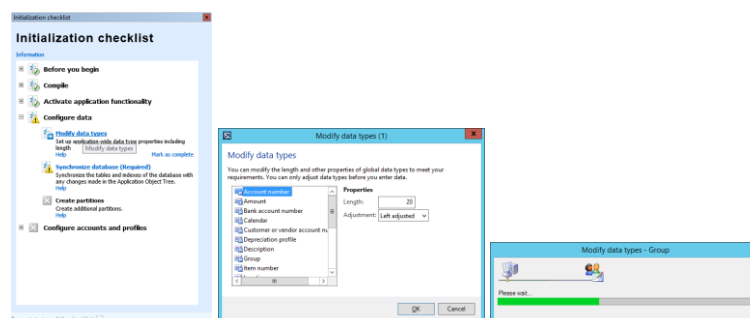 Initialization checklist
Initialization checklist
Information
Before you begin
Compile
Activate application functionality
Configure data
Modify data types
Set up application-wide data type properties including
length
Modify data types
Help
Mark as complete
Synchronize database (Required)
Synchronize the tables and indexes of the database with
any changes made in the Application Object Tree.
Help
Create partitions
Create additional partitions.
Help
Configure accounts and profiles
Modify data types (1)
Modify data types
You can modify the length and other properties of global data types to meet your
requirements. You can only adjust data types before you enter data.
Account number
Amount
Bank account number
Calendar
Customer or vendor account nu
Depreciation profile
Description
Group
Item number
Properties
Length: 20
Adjustment: Left adjusted
OK Cancel
Modify data types - Group
Please wait...